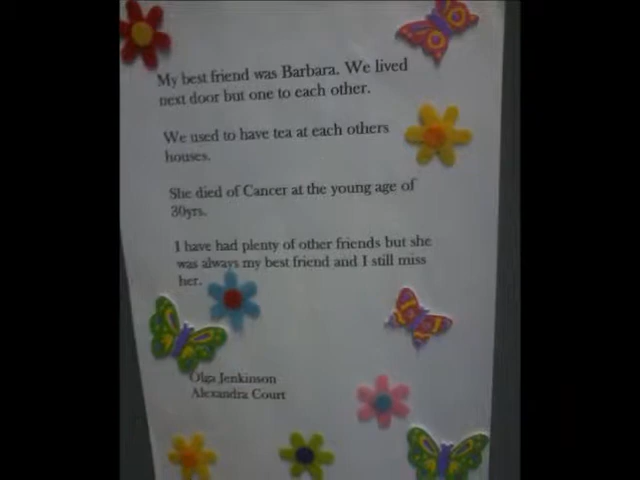 My best friend was Barbara. We lived
next door but one to each other.
We used to have tea at each others
houses.
She died of Cancer at the young age of
30yrs.
I have had plenty of other friends but she
was always my best friend and I still miss
her.
Olga Jenkinson
Alexandra Court